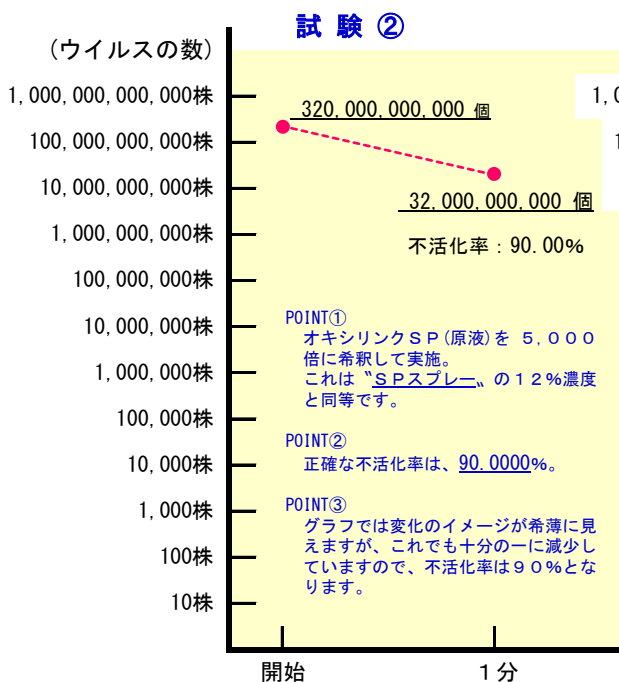 試 験 ②
(ウイルスの数)
1,000,000,000,000株
100,000,000,000株
10,000,000,000株
1,000,000,000株
100,000,000株
10,000,000株
1,000,000株
100,000株
10,000株
1,000株
100株
10株
320,000,000,000 個
32,000,000,000 個
不活化率：90.00%
POINT①
オキシリンクＳＰ(原液)を ５,０００
倍に希釈して実施。
これは〝ＳＰスプレー〟の１２%濃度
と同等です。
POINT②
正確な不活化率は、90.0000%。
POINT③
グラフでは変化のイメージが希薄に見
えますが、これでも十分の一に減少し
ていますので、不活化率は９０%とな
ります。
開始
１分
1,0
1